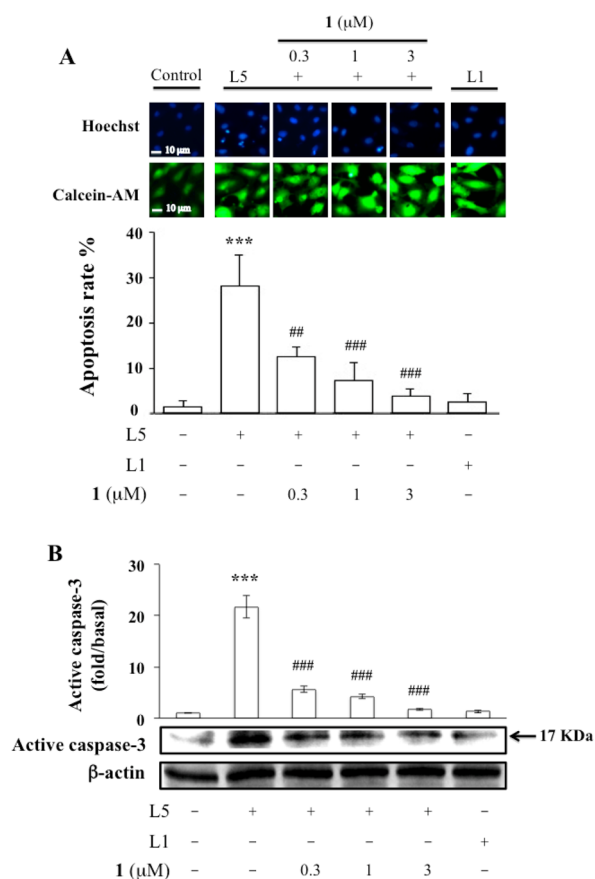 1 (μM)
A
0.3 1 3
Control L5 + + + L1
Hoechst
10 μm
Calcein-AM
10 μm
Apoptosis rate %
40
30
20
10
0
***
##
###
###
L5 – + + + + –
L1 – – – – – +
1 (μM) – – 0.3 1 3 –
B
Active caspase-3
(fold/basal)
30
20
10
0
***
###
###
###
Active caspase-3
17 KDa
β-actin
L5 – + + + + –
L1 – – – – – +
1 (μM) – – 0.3 1 3 –